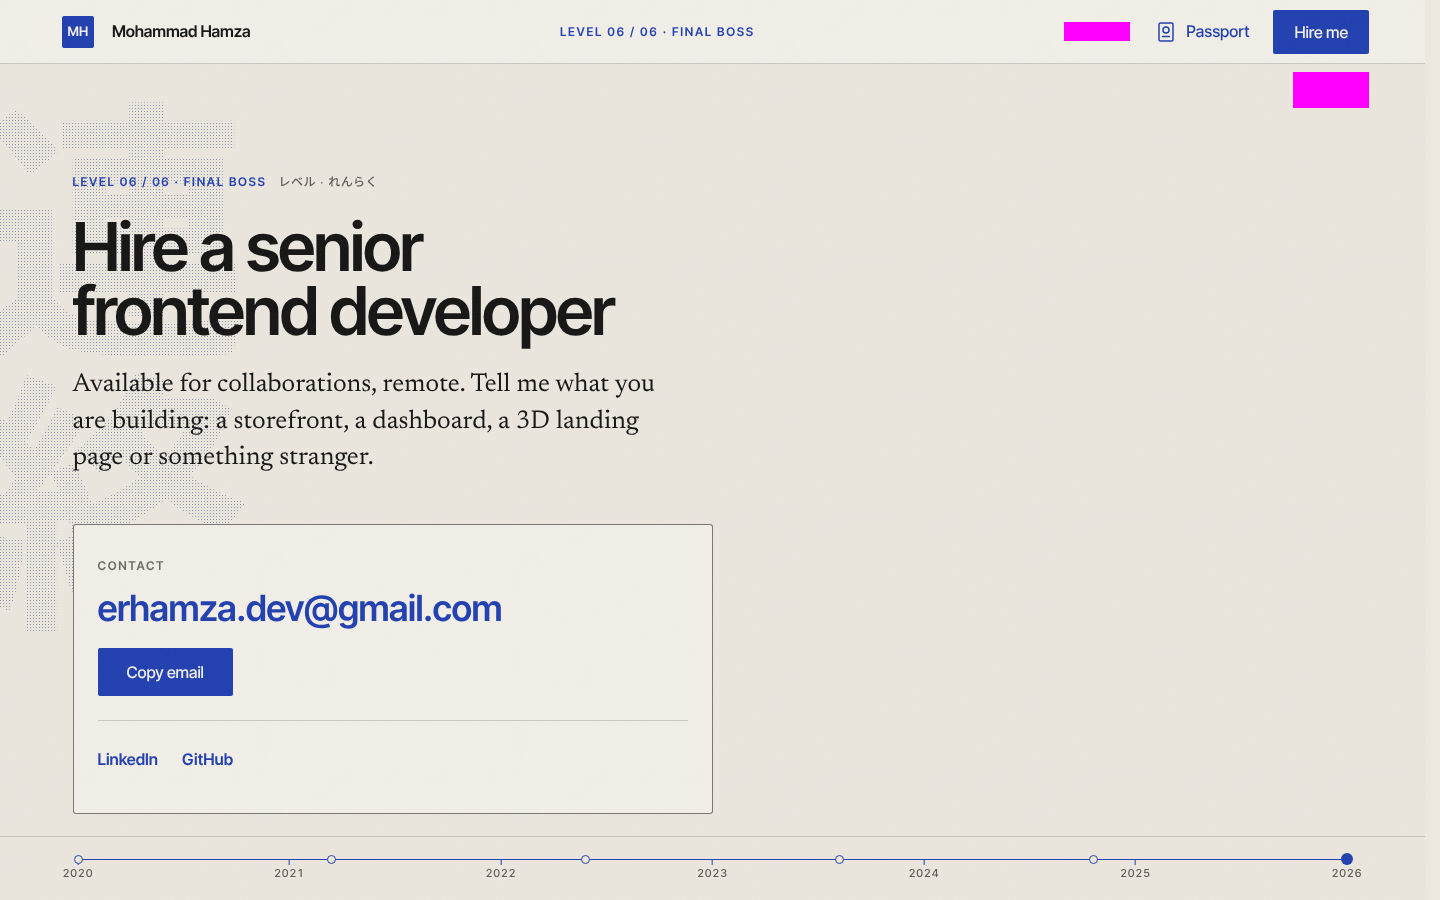 MH
Mohammad Hamza
LEVEL 06 / 06 · FINAL BOSS
Passport
Hire me
LEVEL 06 / 06 · FINAL BOSS レベル · れんらく
Hire a senior
frontend developer
Available for collaborations, remote. Tell me what you
are building: a storefront, a dashboard, a 3D landing
page or something stranger.
CONTACT
erhamza.dev@gmail.com
Copy email
LinkedIn GitHub
2020 2021 2022 2023 2024 2025 2026